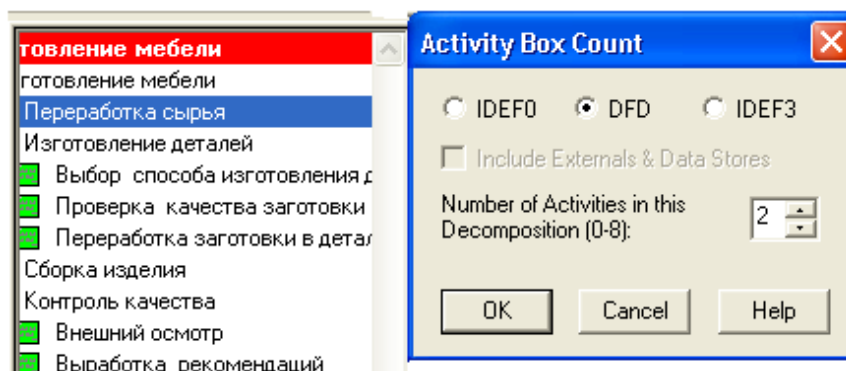 товление мебели
готовление мебели
Переработка сырья
Изготовление деталей
Выбор способа изготовления д
Проверка качества заготовки
Переработка заготовки в детал
Сборка изделия
Контроль качества
Внешний осмотр
Выработка рекомендаций
Activity Box Count
IDEF0 DFD IDEF3
Include Externals & Data Stores
Number of Activities in this
Decomposition (0-8):
2
OK Cancel Help